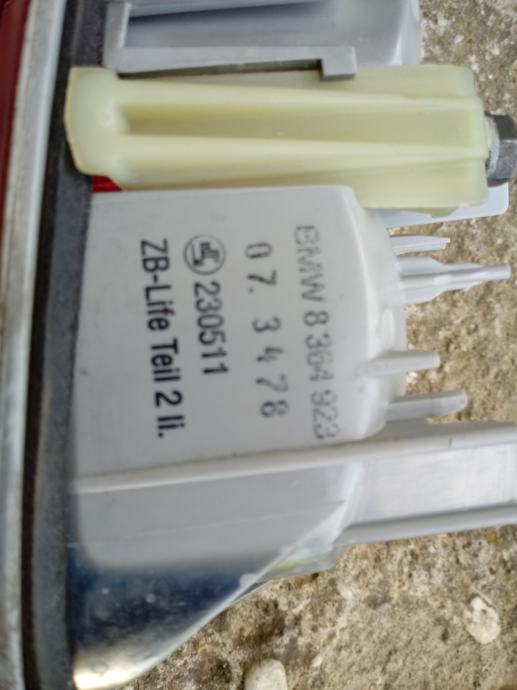 BMW 8 364 923
07. 3478
230511
ZB-Life Teil 2 li.